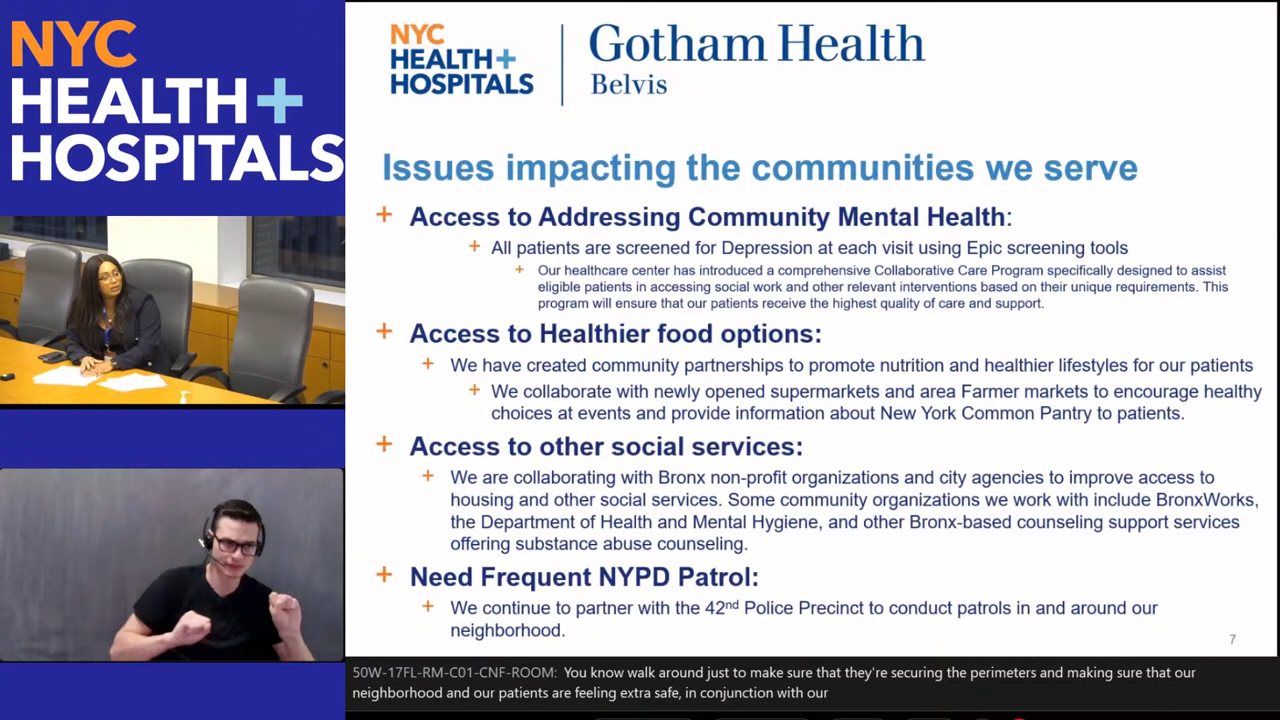 NYC
HEALTH+
HOSPITALS
NYC
HEALTH+
HOSPITALS
Gotham Health
Belvis
Issues impacting the communities we serve
+ Access to Addressing Community Mental Health:
+ All patients are screened for Depression at each visit using Epic screening tools
+ Our healthcare center has introduced a comprehensive Collaborative Care Program specifically designed to assist
eligible patients in accessing social work and other relevant interventions based on their unique requirements. This
program will ensure that our patients receive the highest quality of care and support.
+ Access to Healthier food options:
+ We have created community partnerships to promote nutrition and healthier lifestyles for our patients
+ We collaborate with newly opened supermarkets and area Farmer markets to encourage healthy
choices at events and provide information about New York Common Pantry to patients.
+ Access to other social services:
+ We are collaborating with Bronx non-profit organizations and city agencies to improve access to
housing and other social services. Some community organizations we work with include BronxWorks,
the Department of Health and Mental Hygiene, and other Bronx-based counseling support services
offering substance abuse counseling.
+ Need Frequent NYPD Patrol:
+ We continue to partner with the 42nd Police Precinct to conduct patrols in and around our
neighborhood.
7
50W-17FL-RM-C01-CNF-ROOM: You know walk around just to make sure that they're securing the perimeters and making sure that our
neighborhood and our patients are feeling extra safe, in conjunction with our